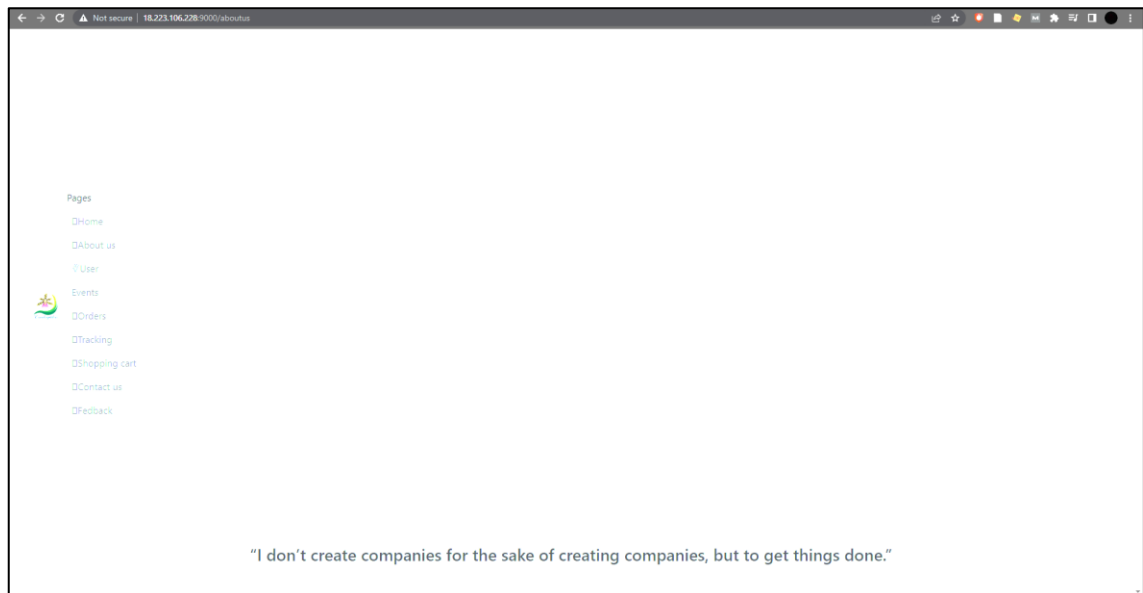 Not secure | 18.223.106.228:9000/aboutus
Pages
Home
About us
User
Events
Orders
Tracking
Shopping cart
Contact us
Fedback
“I don’t create companies for the sake of creating companies, but to get things done.”